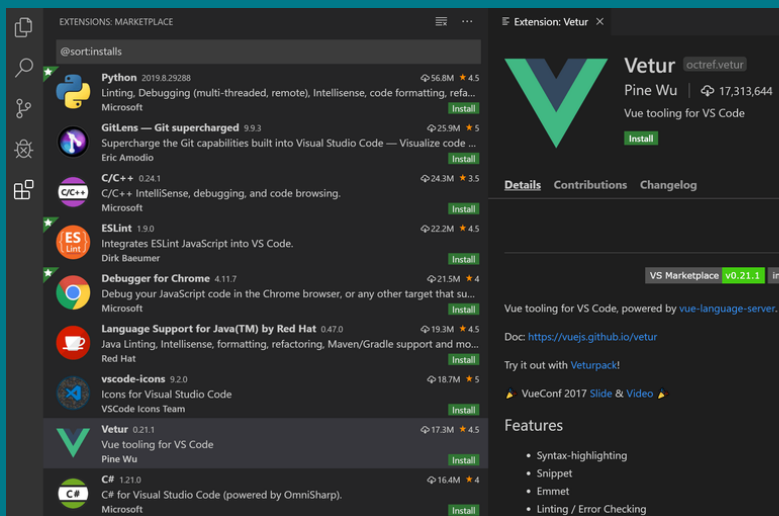 EXTENSIONS: MARKETPLACE
@sort:installs
Python 2019.8.29288 56.8M ★ 4.5
Linting, Debugging (multi-threaded, remote), Intellisense, code formatting, refa...
Microsoft Install
GitLens — Git supercharged 9.9.3 25.9M ★ 5
Supercharge the Git capabilities built into Visual Studio Code — Visualize code ...
Eric Amodio Install
C/C++ 0.24.1 24.3M ★ 3.5
C/C++
C/C++ IntelliSense, debugging, and code browsing.
Microsoft Install
ESLint 1.9.0 22.2M ★ 4.5
ES
Lint
Integrates ESLint JavaScript into VS Code.
Dirk Baeumer Install
Debugger for Chrome 4.11.7 21.5M ★ 4
Debug your JavaScript code in the Chrome browser, or any other target that su...
Microsoft Install
Language Support for Java(TM) by Red Hat 0.47.0 19.3M ★ 4.5
Java Linting, Intellisense, formatting, refactoring, Maven/Gradle support and mo...
Red Hat Install
vscode-icons 9.2.0 18.7M ★ 5
Icons for Visual Studio Code
VSCode Icons Team Install
Vetur 0.21.1 17.3M ★ 4.5
Vue tooling for VS Code
Pine Wu Install
C# 1.21.0 16.4M ★ 4
C#
C# for Visual Studio Code (powered by OmniSharp).
Microsoft Install
Extension: Vetur ×
Vetur octref.vetur
Pine Wu | 17,313,644
Vue tooling for VS Code
Install
Details Contributions Changelog
VS Marketplace v0.21.1 in
Vue tooling for VS Code, powered by vue-language-server.
Doc: https://vuejs.github.io/vetur
Try it out with Veturpack!
🎉 VueConf 2017 Slide & Video 🎉
Features
• Syntax-highlighting
• Snippet
• Emmet
• Linting / Error Checking